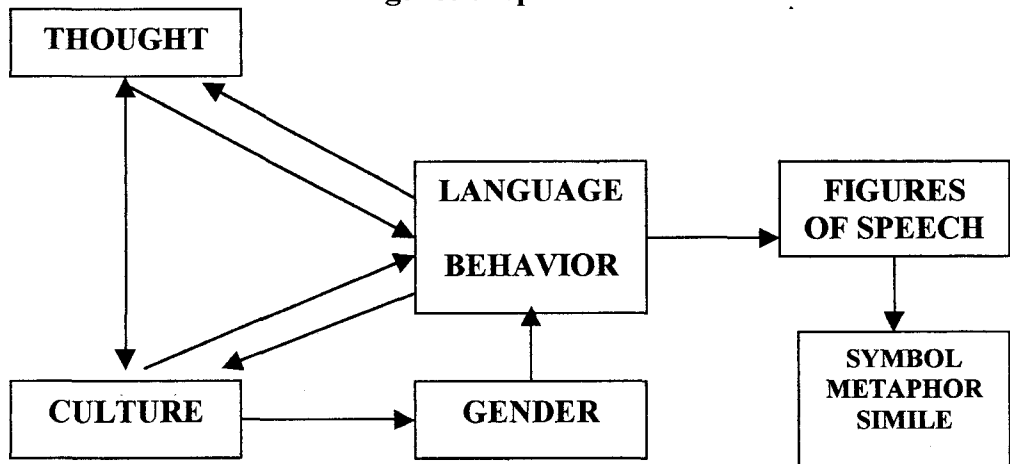 THOUGHT
LANGUAGE
BEHAVIOR
FIGURES
OF SPEECH
SYMBOL
METAPHOR
SIMILE
CULTURE
GENDER